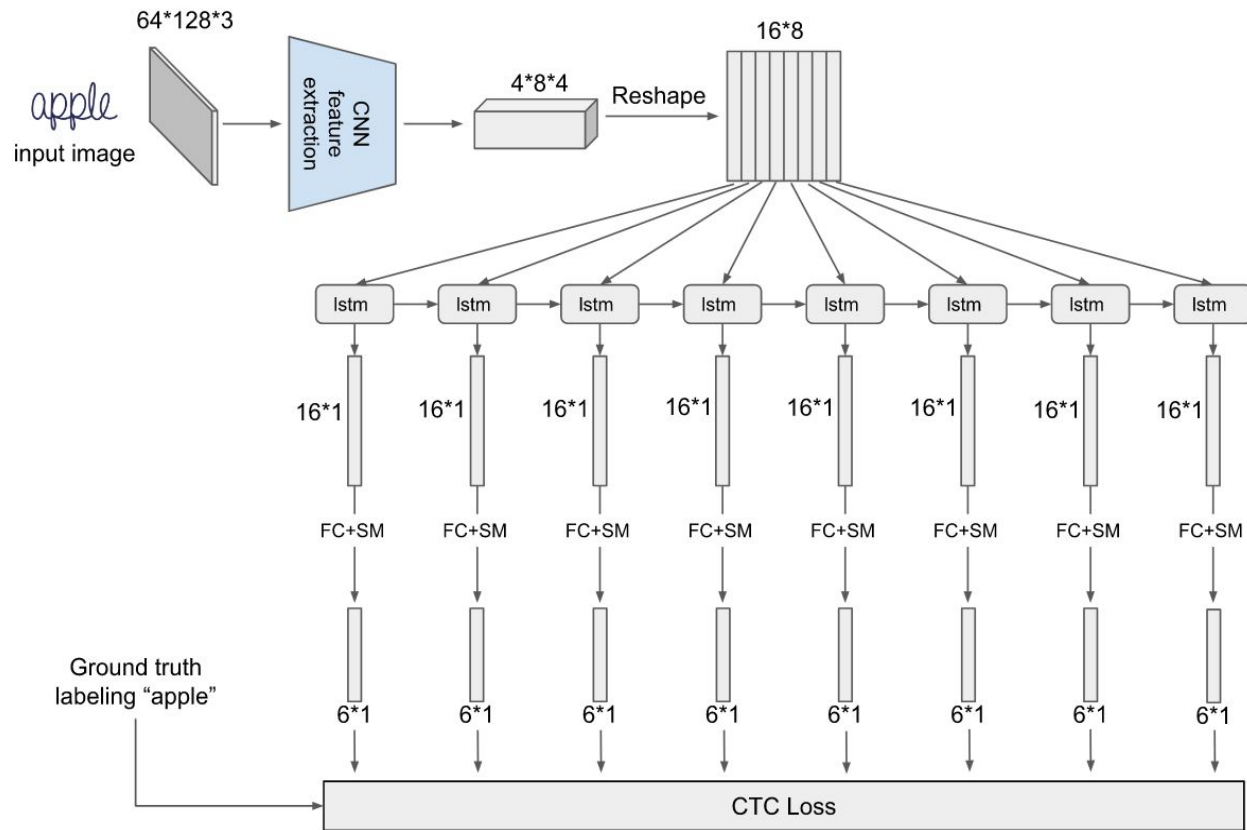 64*128*3
apple
input image
CNN
feature
extraction
4*8*4
Reshape
16*8
lstm lstm lstm lstm lstm lstm lstm lstm
16*1 16*1 16*1 16*1 16*1 16*1 16*1 16*1
FC+SM FC+SM FC+SM FC+SM FC+SM FC+SM FC+SM FC+SM
Ground truth
labeling “apple”
6*1 6*1 6*1 6*1 6*1 6*1 6*1 6*1
CTC Loss